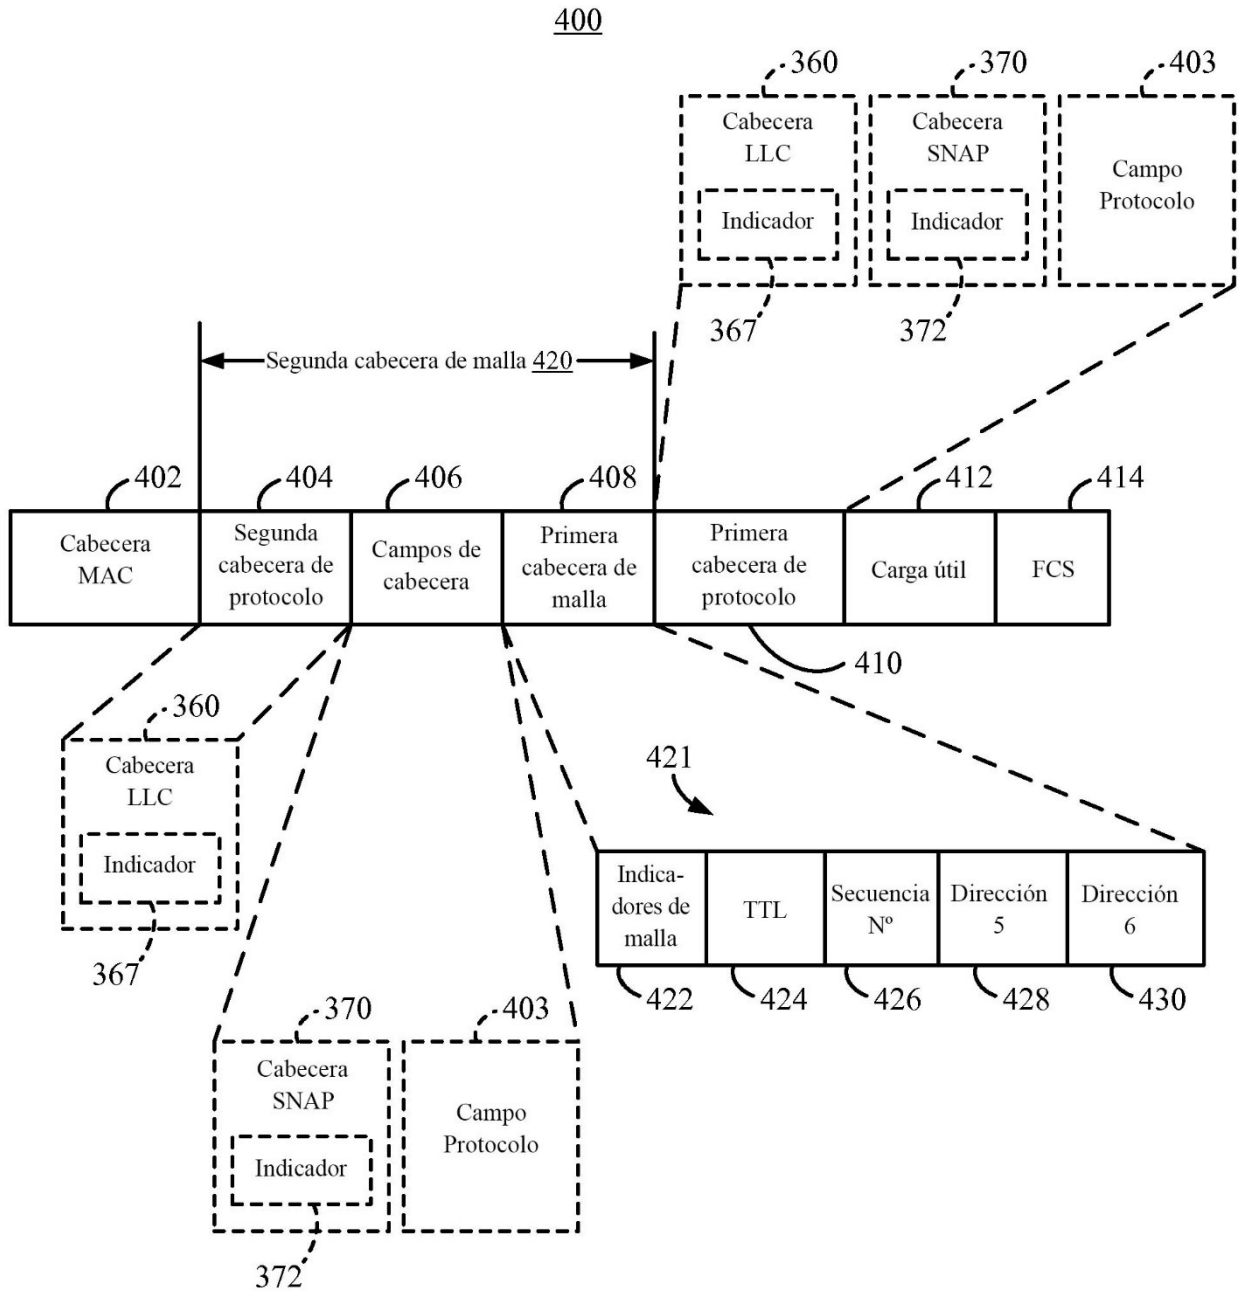 400
360
370
403
Cabecera
LLC
Indicador
Cabecera
SNAP
Indicador
Campo
Protocolo
367
372
Segunda cabecera de malla 420
402
404
406
408
412
414
Cabecera
MAC
Segunda
cabecera de
protocolo
Campos de
cabecera
Primera
cabecera de
malla
Primera
cabecera de
protocolo
Carga útil
FCS
410
360
Cabecera
LLC
Indicador
367
421
Indica-
dores de
malla
TTL
Secuencia
Nº
Dirección
5
Dirección
6
422
424
426
428
430
370
403
Cabecera
SNAP
Indicador
Campo
Protocolo
372